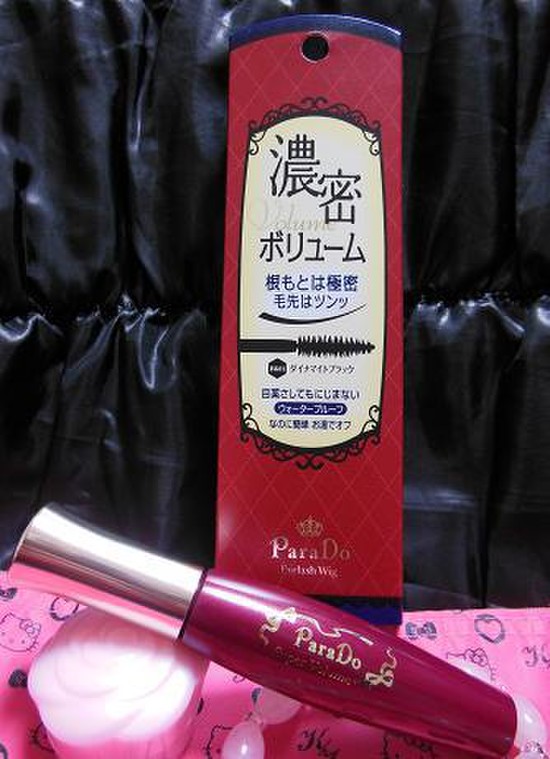 濃密
Volume
ボリューム
根もとは極密
毛先はツンッ
ダイナマイトブラック
目薬さしてもにじまない
ウォータープルーフ
なのに簡単 お湯でオフ
ParaDo
Eyelash Wig
ParaDo